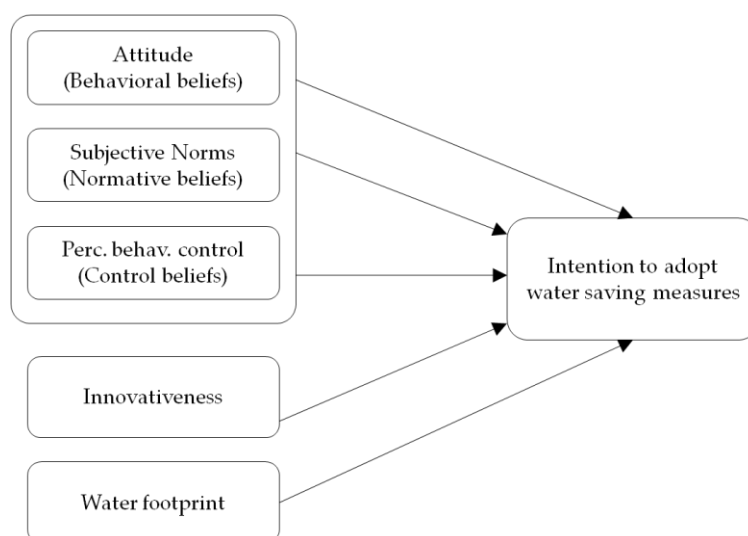 Attitude
(Behavioral beliefs)
Subjective Norms
(Normative beliefs)
Perc. behav. control
(Control beliefs)
Intention to adopt
water saving measures
Innovativeness
Water footprint